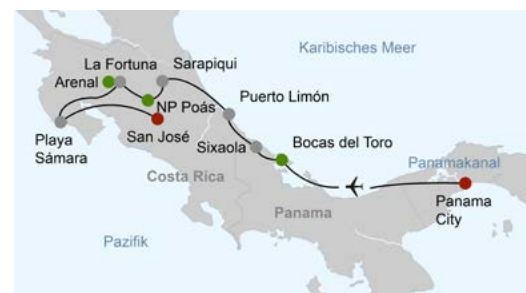 Karibisches Meer
La Fortuna
Sarapiqui
Arenal
Puerto Limón
NP Poás
Playa
Sámara
San José
Sixaola
Bocas del Toro
Costa Rica
Panamakanal
Panama
Panama
City
Pazifik